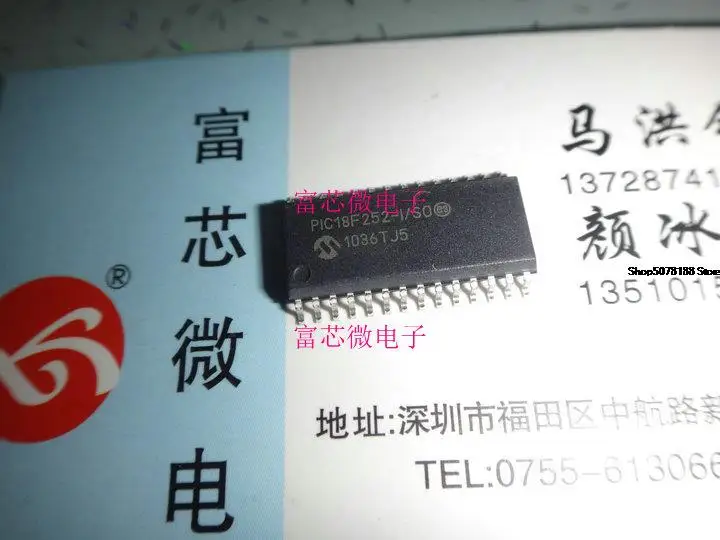 富芯微电
®
马洪
13728741
颜冰
1351015
Shop5078188 Store
富芯微电子
PIC18F252-I/SO e3
1036TJ5
富芯微电子
地址:深圳市福田区中航路新
TEL:0755-613066